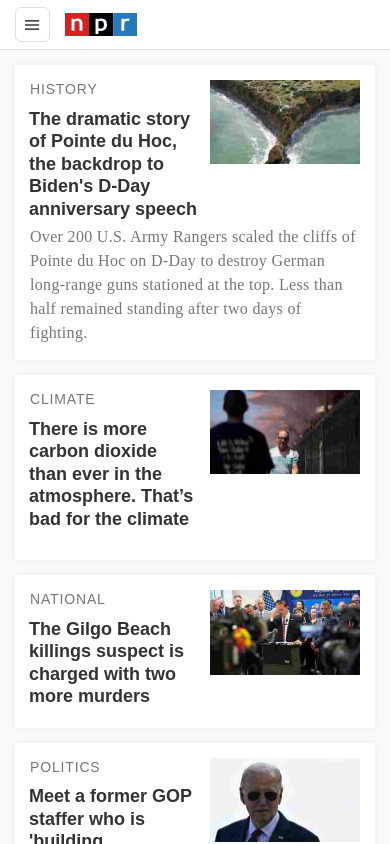 npr
HISTORY
The dramatic story
of Pointe du Hoc,
the backdrop to
Biden's D-Day
anniversary speech
Over 200 U.S. Army Rangers scaled the cliffs of
Pointe du Hoc on D-Day to destroy German
long-range guns stationed at the top. Less than
half remained standing after two days of
fighting.
CLIMATE
There is more
carbon dioxide
than ever in the
atmosphere. That’s
bad for the climate
NATIONAL
The Gilgo Beach
killings suspect is
charged with two
more murders
POLITICS
Meet a former GOP
staffer who is
'building